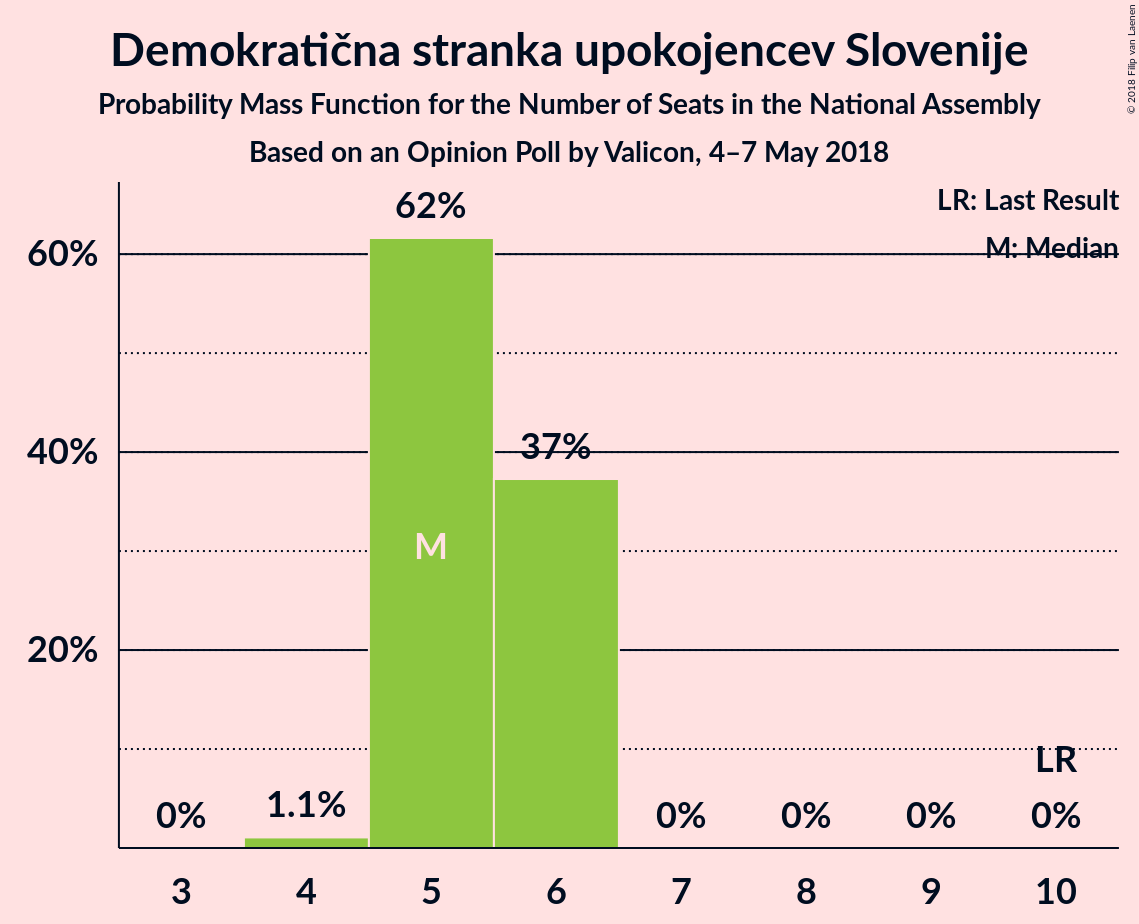 Demokratična stranka upokojencev Slovenije
Probability Mass Function for the Number of Seats in the National Assembly
Based on an Opinion Poll by Valicon, 4–7 May 2018
© 2018 Filip van Laenen
LR: Last Result
M: Median
62%
60%
40%
37%
M
20%
LR
0%
1.1%
0%
0%
0%
0%
3 4 5 6 7 8 9 10